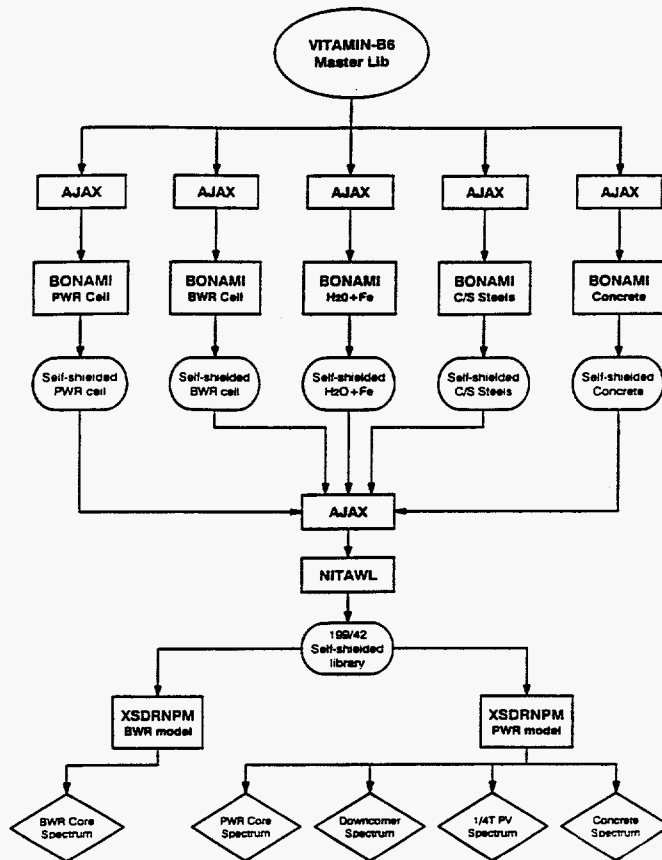 VITAMIN-B6
Master Lib
AJAX
AJAX
AJAX
AJAX
AJAX
BONAMI
PWR Cell
BONAMI
BWR Cell
BONAMI
H2O+Fe
BONAMI
C/S Steels
BONAMI
Concrete
Self-shielded
PWR cell
Self-shielded
BWR cell
Self-shielded
H2O + Fe
Self-shielded
C/S Steels
Self-shielded
Concrete
AJAX
NITAWL
199/42
Self-shielded
library
XSDRNPM
BWR model
XSDRNPM
PWR model
BWR Core
Spectrum
PWR Core
Spectrum
Downcomer
Spectrum
1/4T PV
Spectrum
Concrete
Spectrum